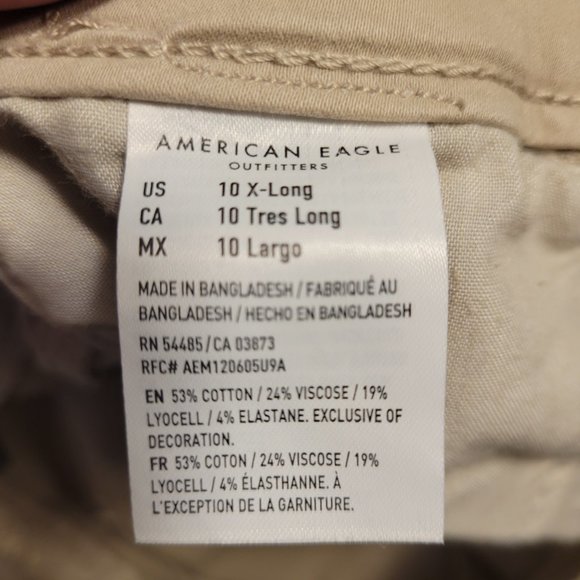 AMERICAN EAGLE
OUTFITTERS
US 10 X-Long
CA 10 Tres Long
MX 10 Largo
MADE IN BANGLADESH / FABRIQUÉ AU
BANGLADESH / HECHO EN BANGLADESH
RN 54485 / CA 03873
RFC# AEM120605U9A
EN 53% COTTON / 24% VISCOSE / 19%
LYOCELL / 4% ELASTANE. EXCLUSIVE OF
DECORATION.
FR 53% COTON / 24% VISCOSE / 19%
LYOCELL / 4% ÉLASTHANNE. À
L'EXCEPTION DE LA GARNITURE.